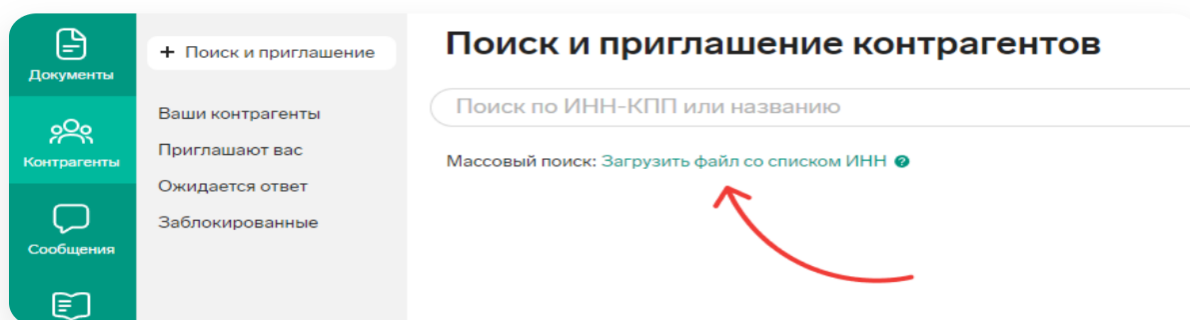 Документы
Контрагенты
Сообщения
+ Поиск и приглашение
Ваши контрагенты
Приглашают вас
Ожидается ответ
Заблокированные
Поиск и приглашение контрагентов
Поиск по ИНН-КПП или названию
Массовый поиск: Загрузить файл со списком ИНН ?